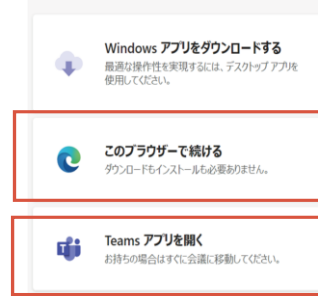 Windows アプリをダウンロードする
最適な操作性を実現するには、デスクトップ アプリを
使用してください。
このブラウザーで続ける
ダウンロードもインストールも必要ありません。
Teams アプリを開く
お持ちの場合はすぐに会議に移動してください。